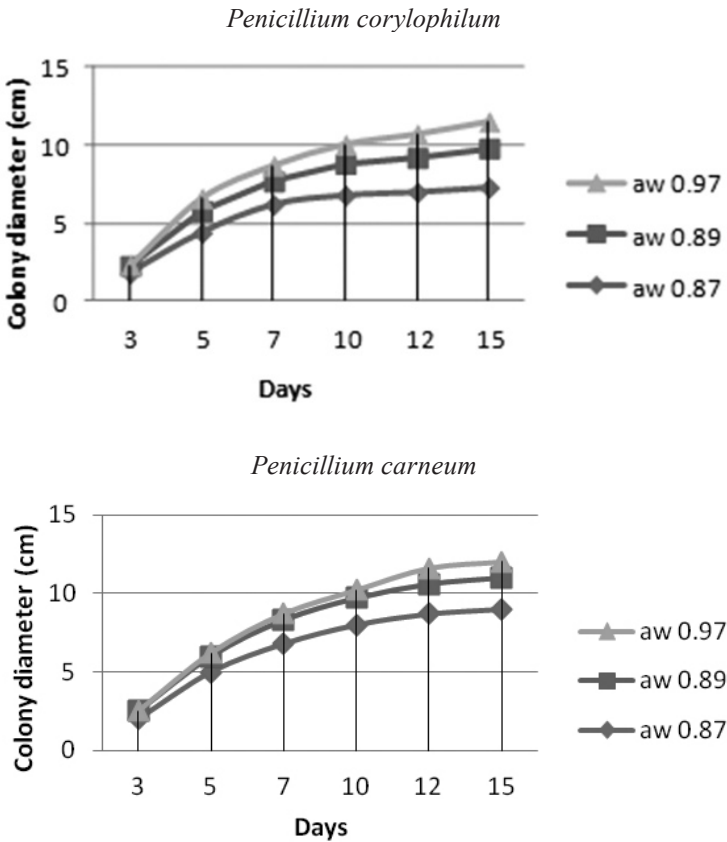 Penicillium corylophilum
15
10
5
0
Colony diameter (cm)
3 5 7 10 12 15
Days
aw 0.97
aw 0.89
aw 0.87
Penicillium carneum
15
10
5
0
Colony diameter (cm)
3 5 7 10 12 15
Days
aw 0.97
aw 0.89
aw 0.87